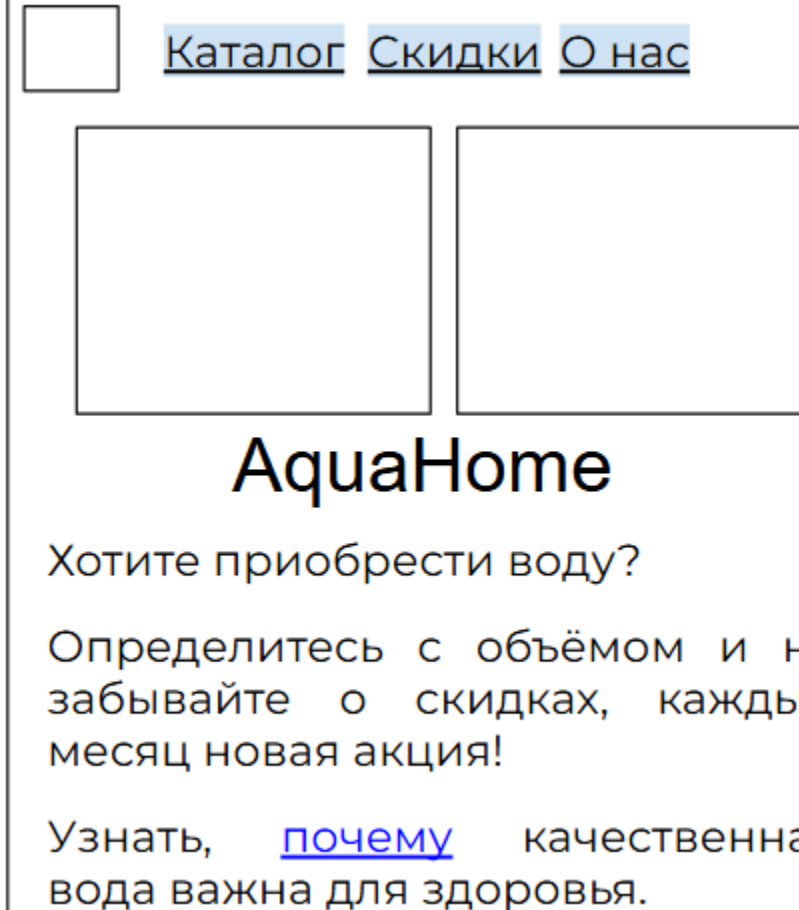 Каталог Скидки О нас
AquaHome
Хотите приобрести воду?
Определитесь с объёмом и
забывайте о скидках,
месяц новая акция!
Узнать, почему
вода важна для здоровья.